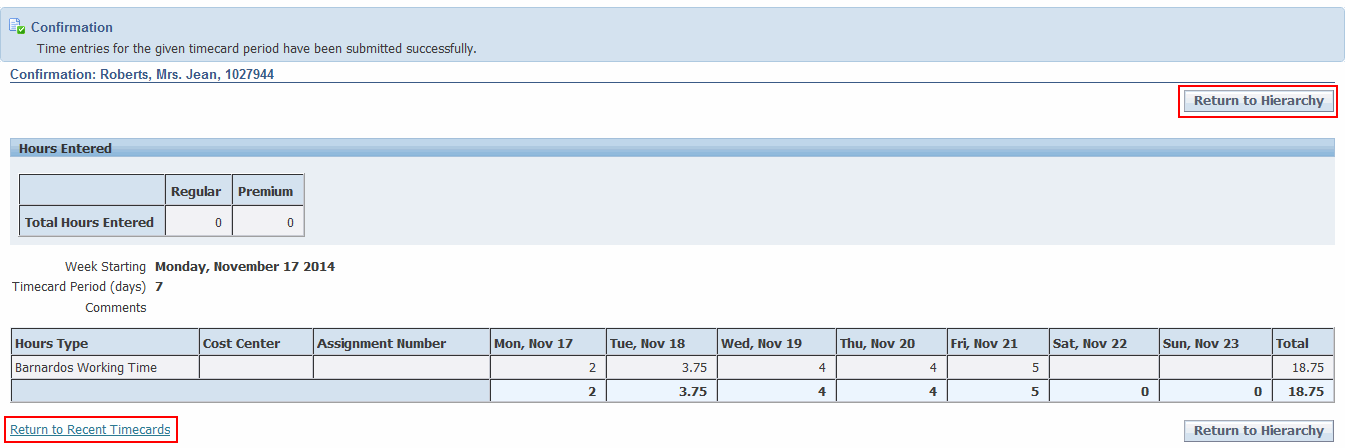 Confirmation
Time entries for the given timecard period have been submitted successfully.
Confirmation: Roberts, Mrs. Jean, 1027944
Return to Hierarchy
Hours Entered
Regular Premium
Total Hours Entered 0 0
Week Starting Monday, November 17 2014
Timecard Period (days) 7
Comments
Hours Type Cost Center Assignment Number Mon, Nov 17 Tue, Nov 18 Wed, Nov 19 Thu, Nov 20 Fri, Nov 21 Sat, Nov 22 Sun, Nov 23 Total
Barnardos Working Time 2 3.75 4 4 5 18.75
2 3.75 4 4 5 0 0 18.75
Return to Recent Timecards Return to Hierarchy